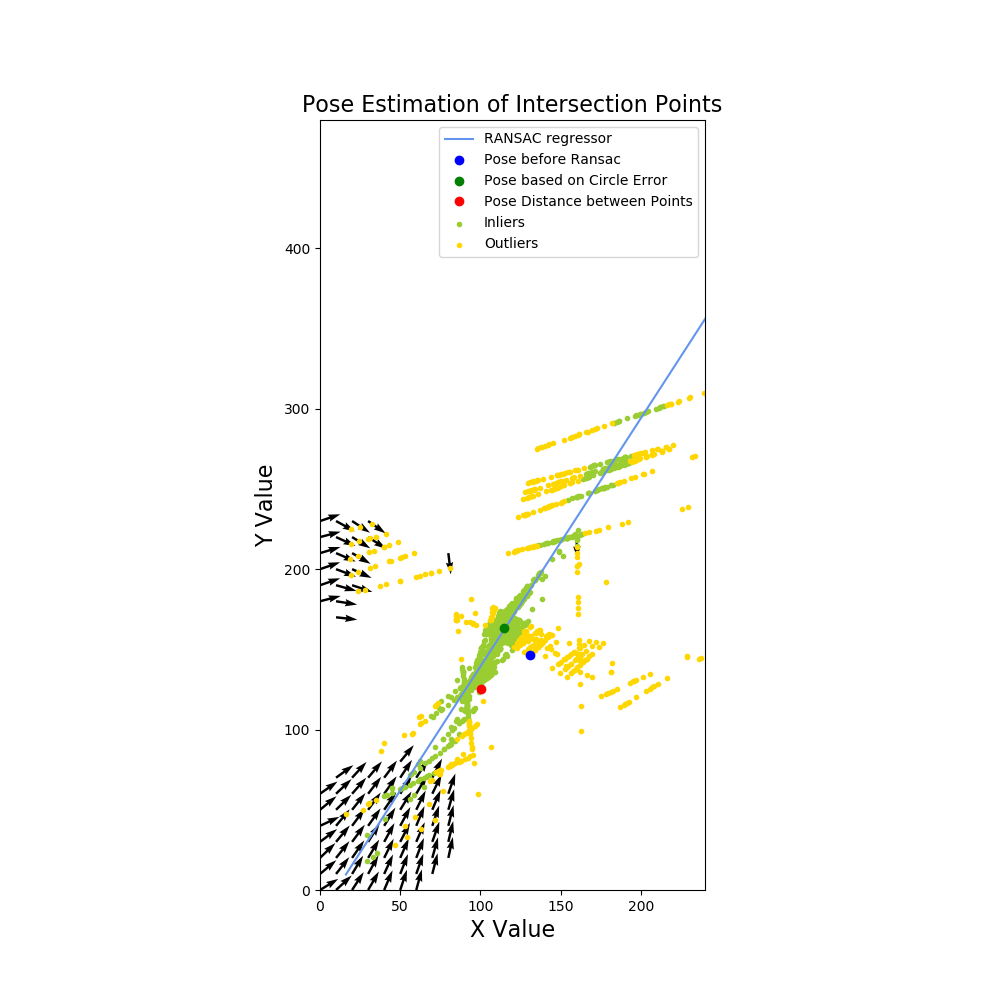 Pose Estimation of Intersection Points
RANSAC regressor
Pose before Ransac
Pose based on Circle Error
Pose Distance between Points
Inliers
Outliers
400
300
200
100
0
Y Value
0 50 100 150 200
X Value